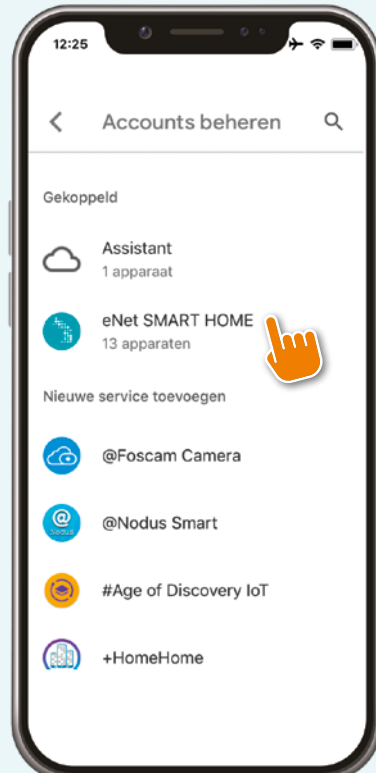 12:25
Accounts beheren
Gekoppeld
Assistant
1 apparaat
eNet SMART HOME
13 apparaten
Nieuwe service toevoegen
@Foscam Camera
@
Nodus
@Nodus Smart
#Age of Discovery IoT
+HomeHome